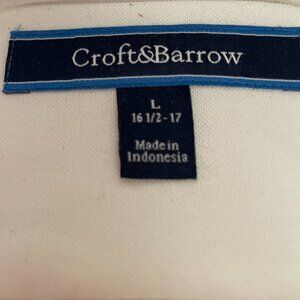 Croft&Barrow
L
16 1/2-17
Made in
Indonesia